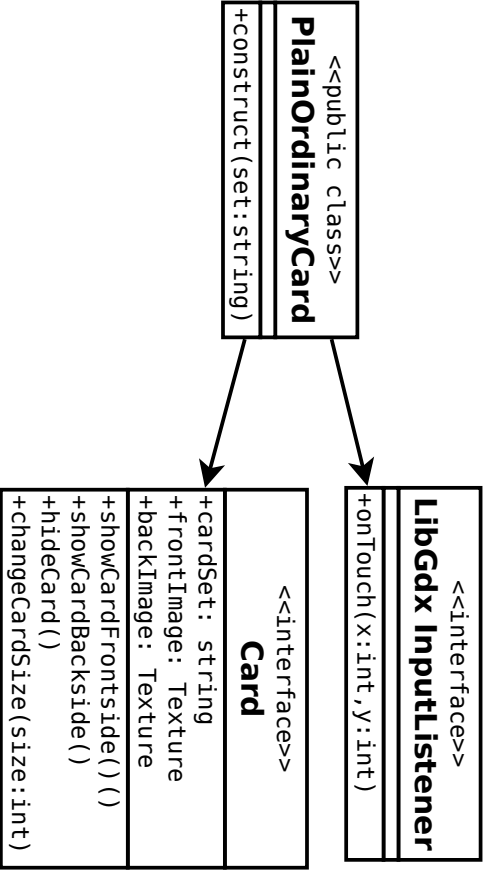 <<public class>>
PlainOrdinaryCard
+construct(set:string)
<<interface>>
LibGdx InputListener
+onTouch(x:int,y:int)
<<interface>>
Card
+cardSet: string
+frontImage: Texture
+backImage: Texture
+showCardFrontside()()
+showCardBackside()
+hideCard()
+changeCardSize(size:int)